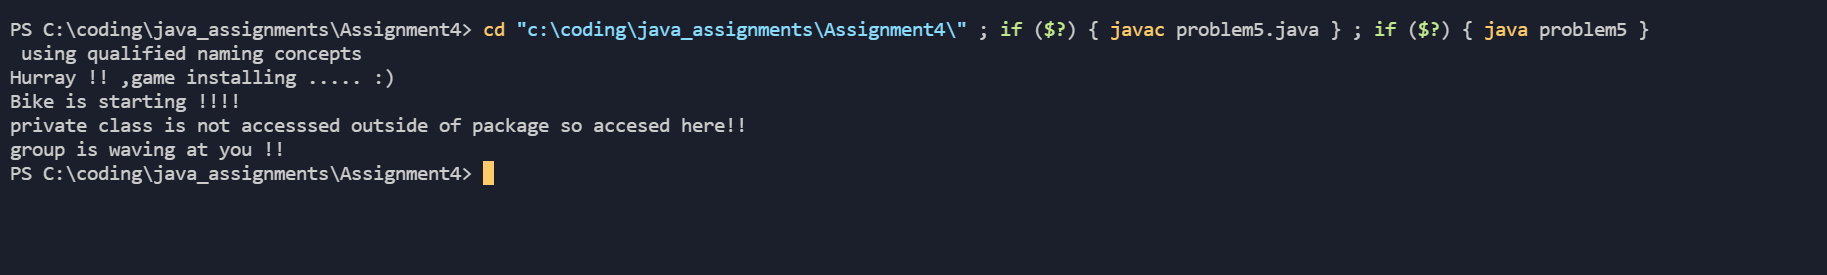 PS C:\coding\java_assignments\Assignment4> cd "c:\coding\java_assignments\Assignment4\" ; if ($?) { javac problem5.java } ; if ($?) { java problem5 }
 using qualified naming concepts
Hurray !! ,game installing ..... :)
Bike is starting !!!!
private class is not accesssed outside of package so accesed here!!
group is waving at you !!
PS C:\coding\java_assignments\Assignment4>